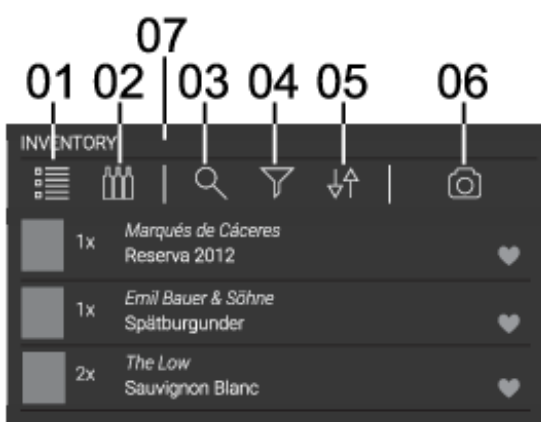 07
01 02 03 04 05 06
INVENTORY
1x Marqués de Cáceres
Reserva 2012
1x Emil Bauer & Söhne
Spätburgunder
2x The Low
Sauvignon Blanc